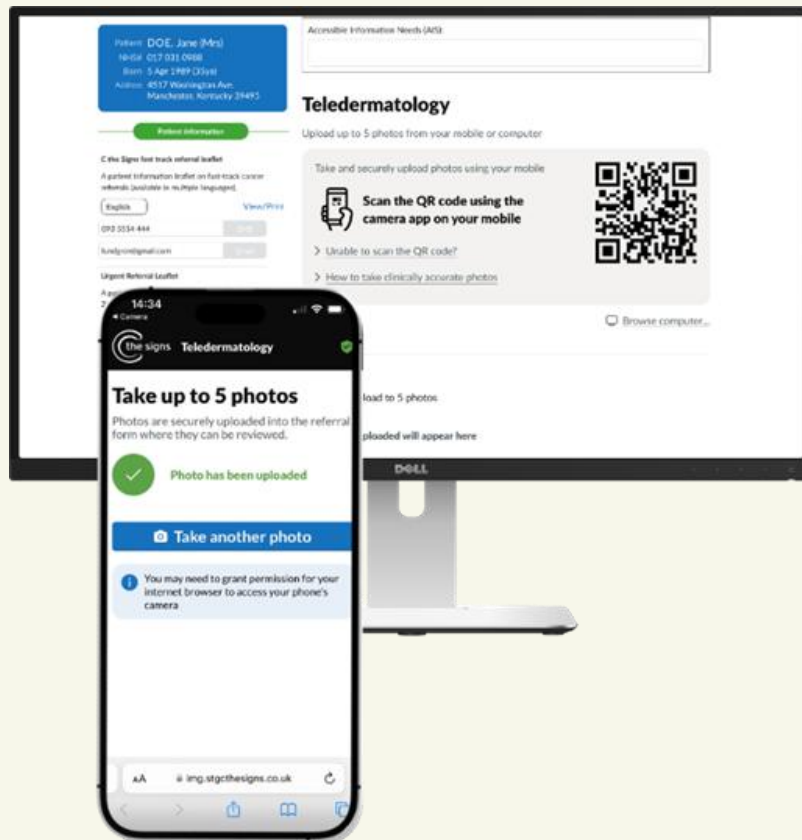 Patient DOE, Jane (Mrs)
NHS# 017 031 0988
Born 5 Apr 1989 (35yo)
Address 4517 Washington Ave.
Manchester, Kentucky 39495
Patient Information
C the Signs fast track referral leaflet
A patient information leaflet on fast-track cancer
referrals (available in multiple languages).
English
View/Print
092 5554 444
Urgent Referral Leaflet
Accessible Information Needs (AIS):
Teledermatology
Upload up to 5 photos from your mobile or computer
Take and securely upload photos using your mobile
Scan the QR code using the
camera app on your mobile
> Unable to scan the QR code?
> How to take clinically accurate photos
Browse computer...
load to 5 photos
ploaded will appear here
DELL
14:34
Camera
C the signs Teledermatology
Take up to 5 photos
Photos are securely uploaded into the referral
form where they can be reviewed.
Photo has been uploaded
Take another photo
You may need to grant permission for your
internet browser to access your phone's
camera
AA
img.stgcthesigns.co.uk